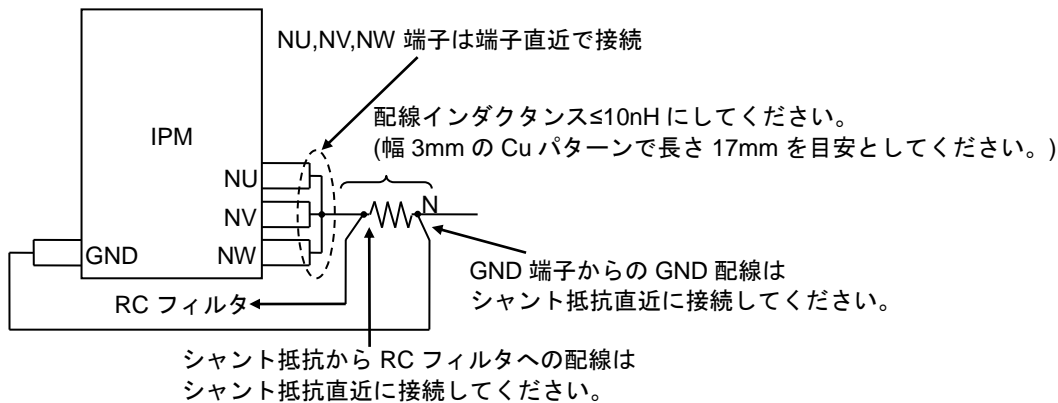 NU,NV,NW 端子は端子直近で接続
配線インダクタンス≤10nH にしてください。
(幅 3mm の Cu パターンで長さ 17mm を目安としてください。)
IPM
NU
N
NV
GND
NW
GND 端子からの GND 配線は
シャント抵抗直近に接続してください。
RC フィルタ
シャント抵抗から RC フィルタへの配線は
シャント抵抗直近に接続してください。